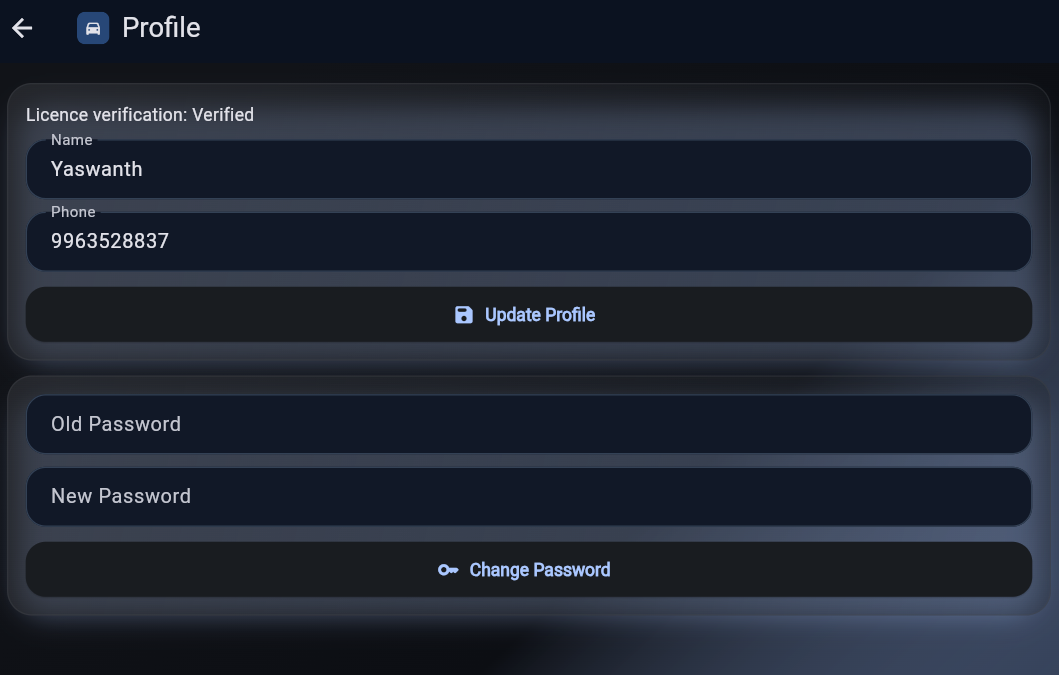 Profile
Licence verification: Verified
Name
Yaswanth
Phone
9963528837
Update Profile
Old Password
New Password
Change Password